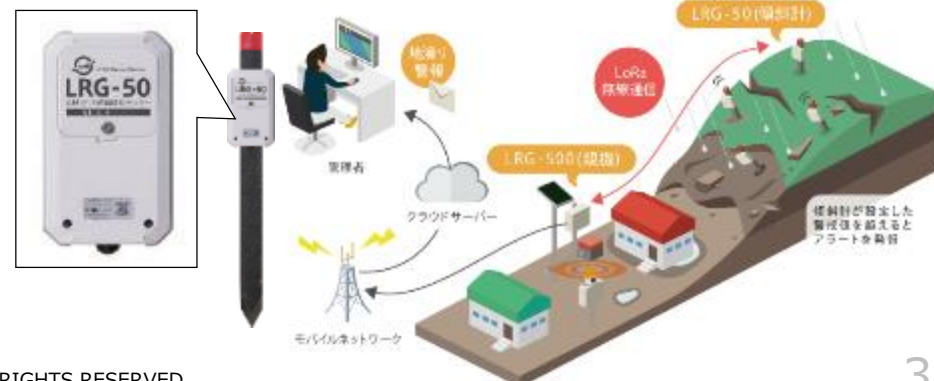 LRG-50
LRG-50
地滑り
警報
管理者
クラウドサーバー
モバイルネットワーク
LRG-50(傾斜計)
LoRa
無線通信
LRG-500(親機)
傾斜計が設定した
警戒値を超えると
アラートを発報
RIGHTS RESERVED
3